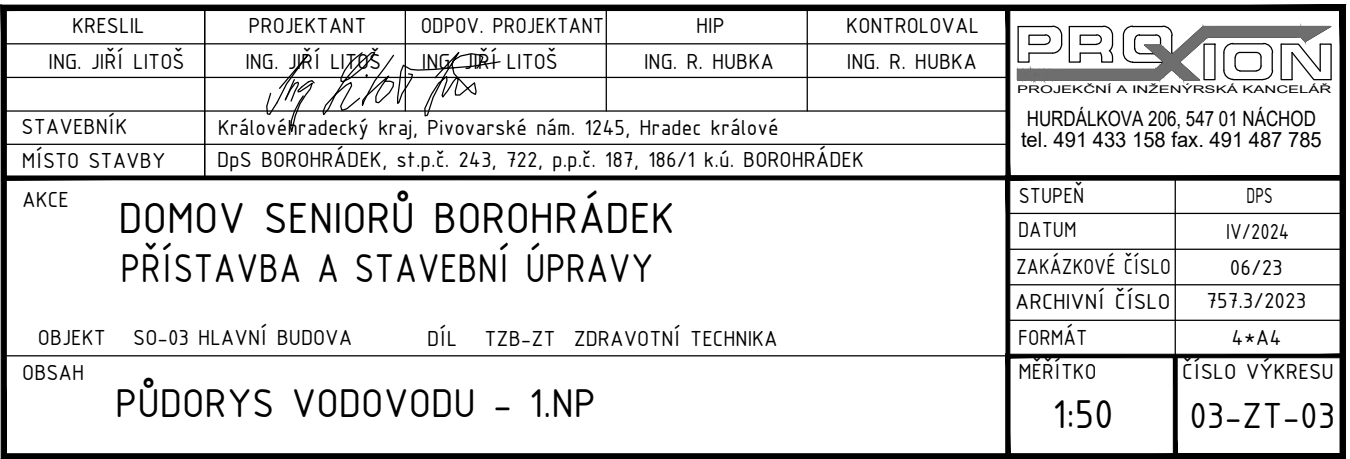 KRESLIL PROJEKTANT ODPOV. PROJEKTANT HIP KONTROLOVAL
ING. JIŘÍ LITOŠ ING. JIŘÍ LITOŠ ING. JIŘÍ LITOŠ ING. R. HUBKA ING. R. HUBKA
PROXION
PROJEKČNÍ A INŽENÝRSKÁ KANCELÁŘ
HURDÁLKOVA 206, 547 01 NÁCHOD
tel. 491 433 158 fax. 491 487 785
STAVEBNÍK Královéhradecký kraj, Pivovarské nám. 1245, Hradec králové
MÍSTO STAVBY DpS BOROHRÁDEK, st.p.č. 243, 722, p.p.č. 187, 186/1 k.ú. BOROHRÁDEK
AKCE
DOMOV SENIORŮ BOROHRÁDEK
PŘÍSTAVBA A STAVEBNÍ ÚPRAVY
OBJEKT SO-03 HLAVNÍ BUDOVA DÍL TZB-ZT ZDRAVOTNÍ TECHNIKA
STUPEŇ DPS
DATUM IV/2024
ZAKÁZKOVÉ ČÍSLO 06/23
ARCHIVNÍ ČÍSLO 757.3/2023
FORMÁT 4*A4
OBSAH
PŮDORYS VODOVODU - 1.NP
MĚŘÍTKO
1:50
ČÍSLO VÝKRESU
03-ZT-03